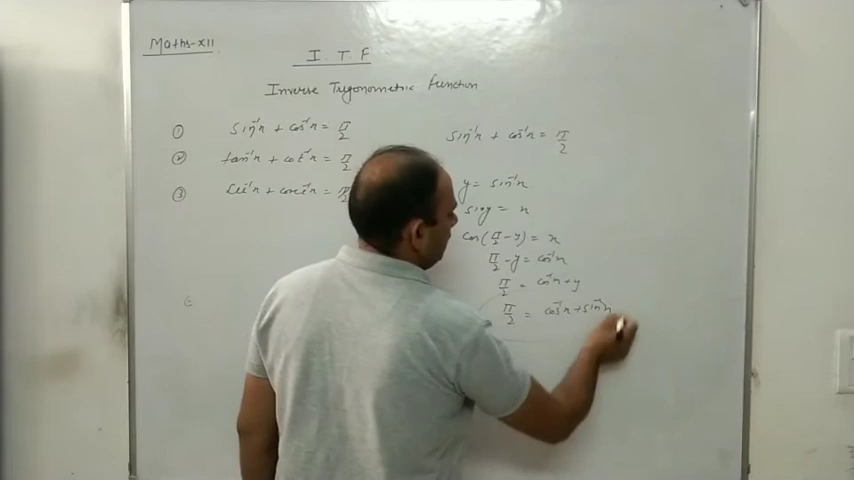 Maths-XII
I.T.F
Inverse Trigonometric function
① sin⁻¹x + cos⁻¹x = π/2
② tan⁻¹x + cot⁻¹x = π/2
③ sec⁻¹x + cosec⁻¹x = π/2
sin⁻¹x + cos⁻¹x = π/2
y = sin⁻¹x
siny = x
cos(π/2 - y) = x
π/2 - y = cos⁻¹x
π/2 = cos⁻¹x + y
π/2 = cos⁻¹x + sin⁻¹x